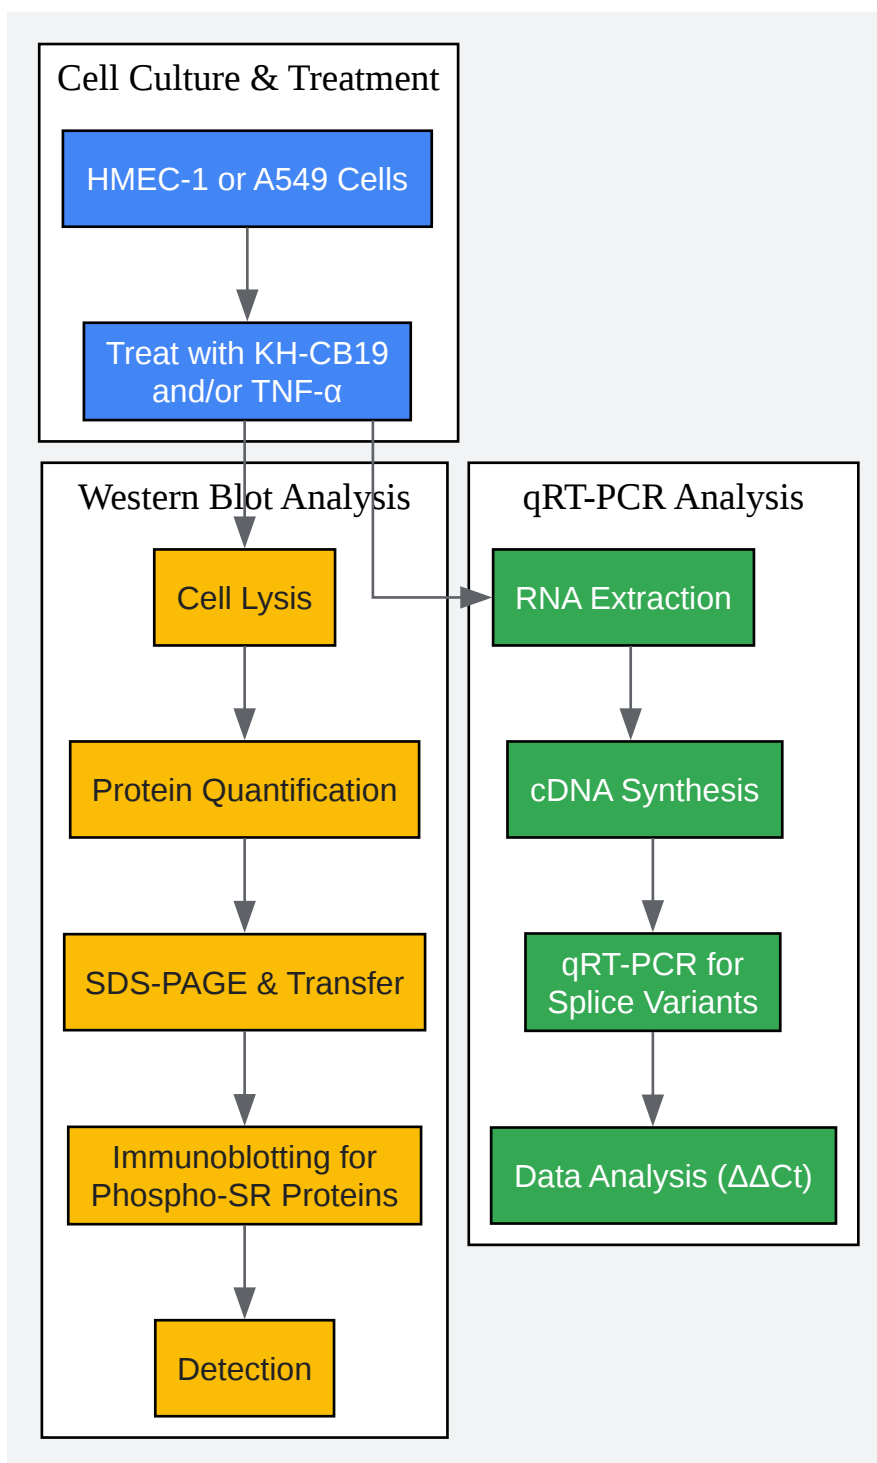 Cell Culture & Treatment
HMEC-1 or A549 Cells
Treat with KH-CB19
and/or TNF-α
Western Blot Analysis
Cell Lysis
Protein Quantification
SDS-PAGE & Transfer
Immunoblotting for
Phospho-SR Proteins
Detection
qRT-PCR Analysis
RNA Extraction
cDNA Synthesis
qRT-PCR for
Splice Variants
Data Analysis (ΔΔCt)